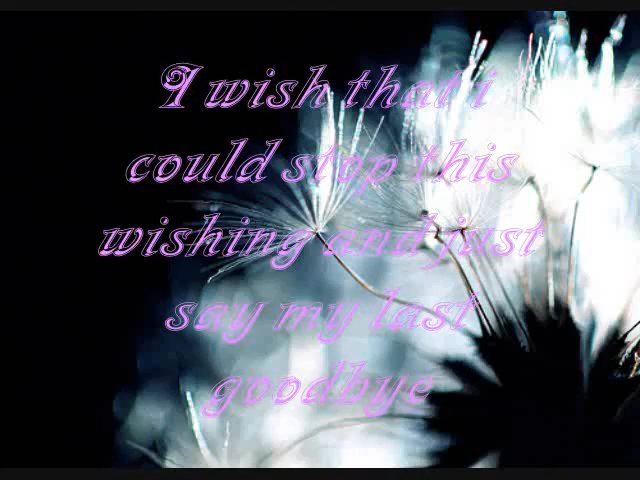 I wish that i
could stop this
wishing and just
say my last
goodbye